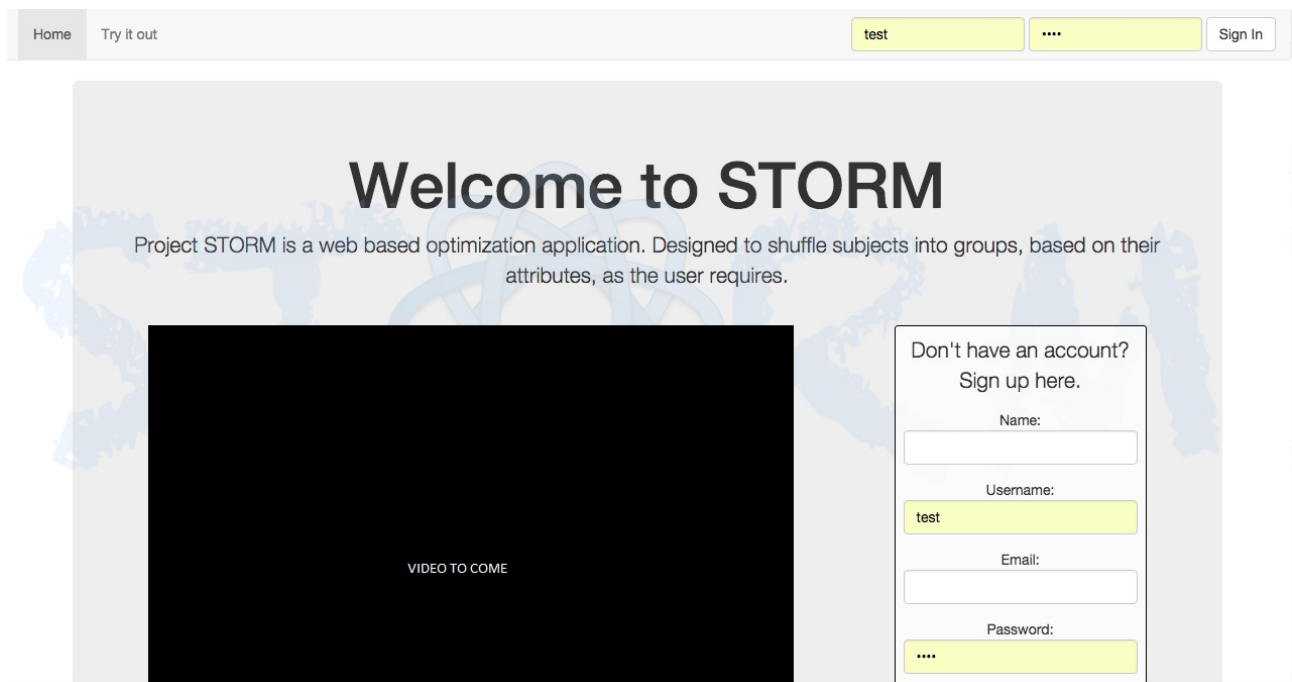 Home Try it out test •••• Sign In
Welcome to STORM
Project STORM is a web based optimization application. Designed to shuffle subjects into groups, based on their
attributes, as the user requires.
STORM
VIDEO TO COME
Don't have an account?
Sign up here.
Name:
Username:
test
Email:
Password:
••••